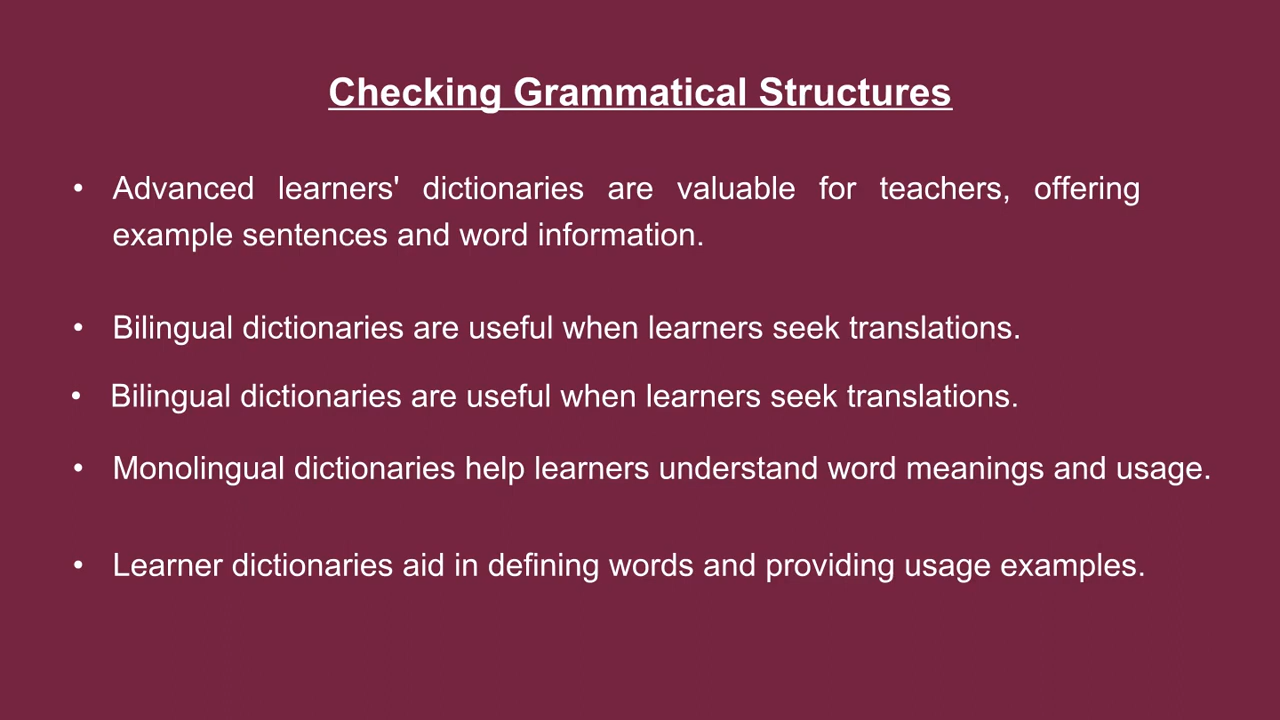 Checking Grammatical Structures
• Advanced learners' dictionaries are valuable for teachers, offering
example sentences and word information.
• Bilingual dictionaries are useful when learners seek translations.
• Bilingual dictionaries are useful when learners seek translations.
• Monolingual dictionaries help learners understand word meanings and usage.
• Learner dictionaries aid in defining words and providing usage examples.